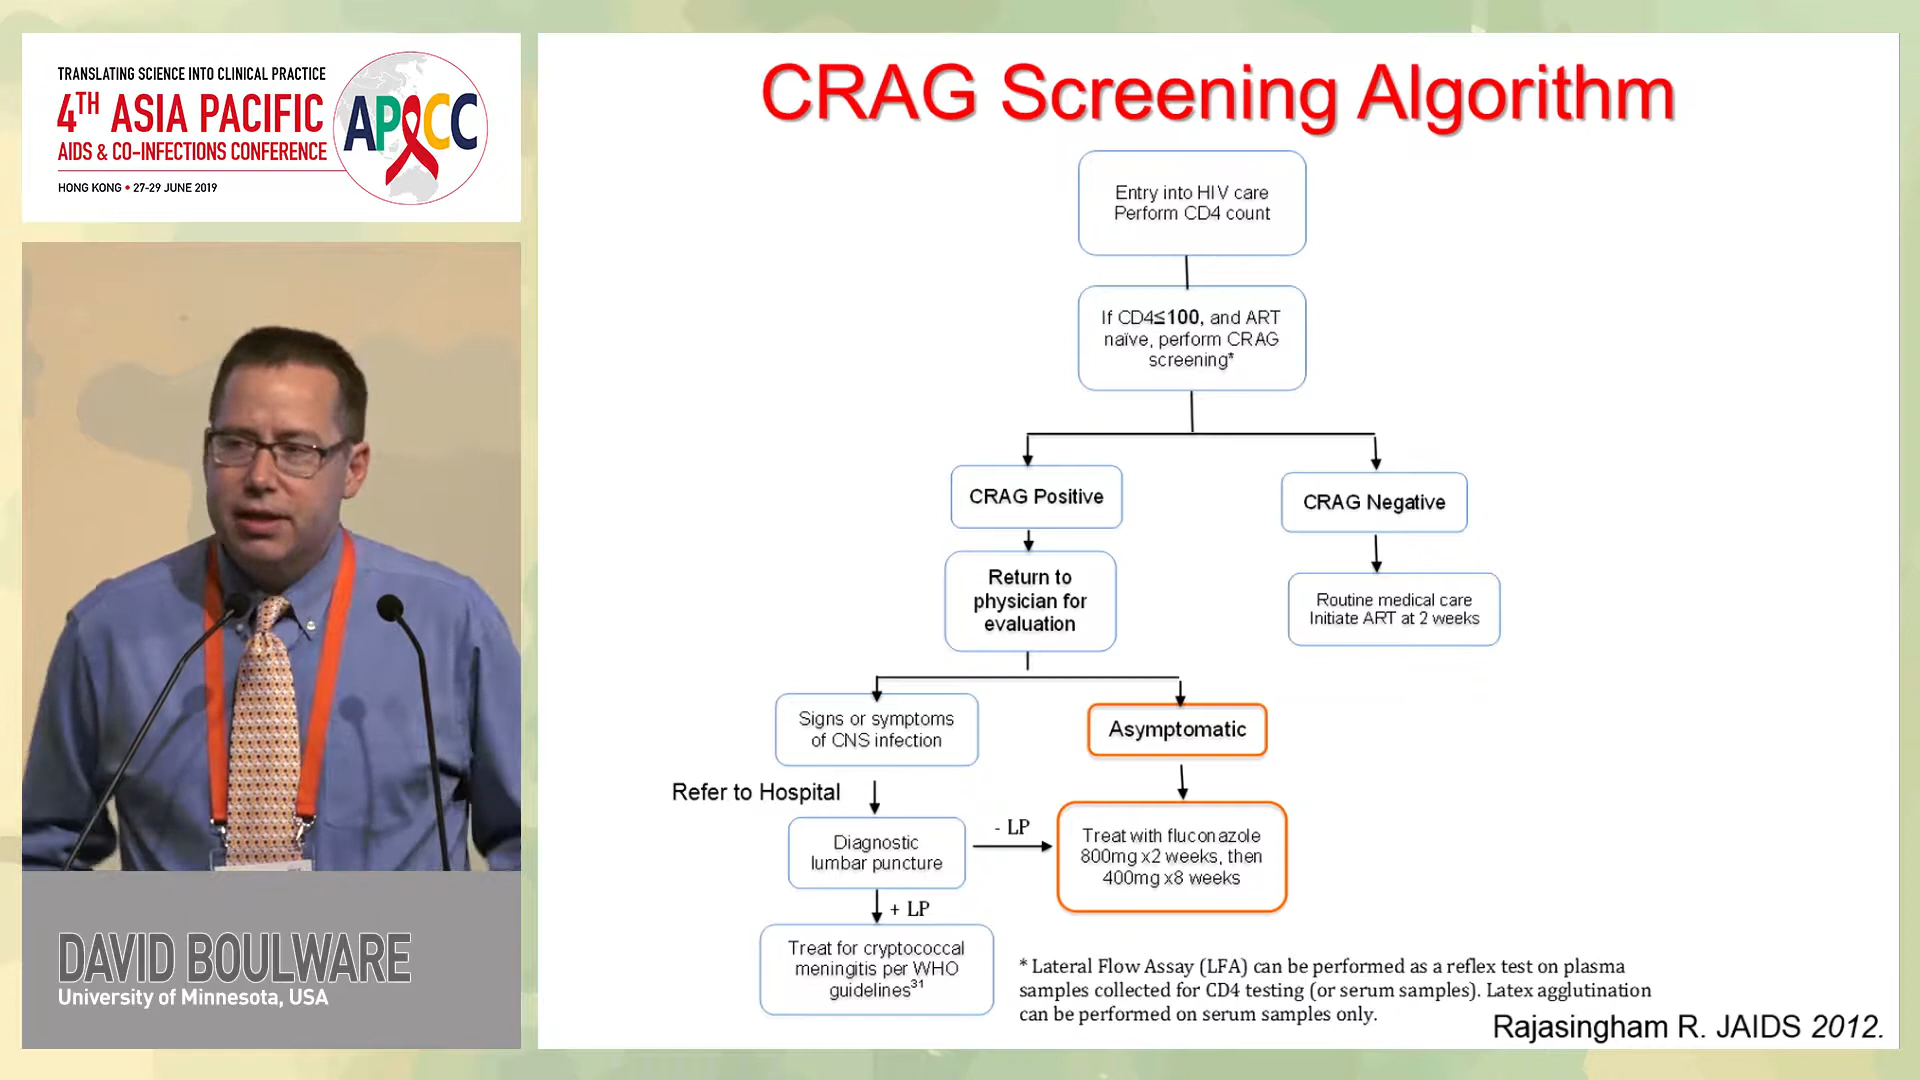 TRANSLATING SCIENCE INTO CLINICAL PRACTICE
4TH ASIA PACIFIC
AIDS & CO-INFECTIONS CONFERENCE
HONG KONG • 27-29 JUNE 2019
APACC
DAVID BOULWARE
University of Minnesota, USA
CRAG Screening Algorithm
Entry into HIV care
Perform CD4 count
If CD4≤100, and ART
naïve, perform CRAG
screening*
CRAG Positive
CRAG Negative
Return to
physician for
evaluation
Routine medical care
Initiate ART at 2 weeks
Signs or symptoms
of CNS infection
Asymptomatic
Refer to Hospital
Diagnostic
lumbar puncture
- LP
Treat with fluconazole
800mg x2 weeks, then
400mg x8 weeks
+ LP
Treat for cryptococcal
meningitis per WHO
guidelines³¹
* Lateral Flow Assay (LFA) can be performed as a reflex test on plasma
samples collected for CD4 testing (or serum samples). Latex agglutination
can be performed on serum samples only.
Rajasingham R. JAIDS 2012.